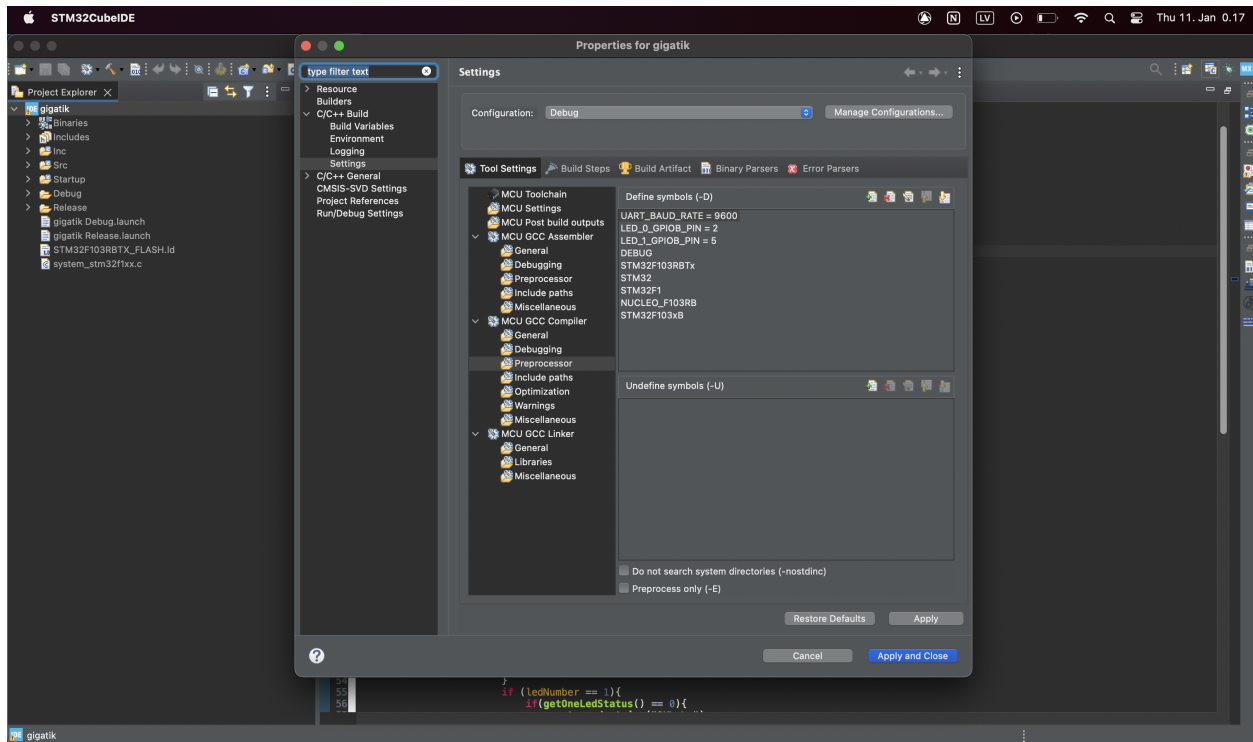 STM32CubeIDE
N
LV
Thu 11. Jan 0.17
Properties for gigatik
MX
Project Explorer
IDE gigatik
Binaries
Includes
Inc
Src
Startup
Debug
Release
gigatik Debug.launch
gigatik Release.launch
STM32F103RBTX_FLASH.ld
system_stm32f1xx.c
type filter text
Resource
Builders
C/C++ Build
Build Variables
Environment
Logging
Settings
C/C++ General
CMSIS-SVD Settings
Project References
Run/Debug Settings
Settings
Configuration: Debug Manage Configurations...
Tool Settings Build Steps Build Artifact Binary Parsers Error Parsers
MCU Toolchain
MCU Settings
MCU Post build outputs
MCU GCC Assembler
General
Debugging
Preprocessor
Include paths
Miscellaneous
MCU GCC Compiler
General
Debugging
Preprocessor
Include paths
Optimization
Warnings
Miscellaneous
MCU GCC Linker
General
Libraries
Miscellaneous
Define symbols (-D)
UART_BAUD_RATE = 9600
LED_0_GPIOB_PIN = 2
LED_1_GPIOB_PIN = 5
DEBUG
STM32F103RBTx
STM32
STM32F1
NUCLEO_F103RB
STM32F103xB
Undefine symbols (-U)
Do not search system directories (-nostdinc)
Preprocess only (-E)
Restore Defaults Apply
? Cancel Apply and Close
54 }
55 if (ledNumber == 1){
56 if(getOneLedStatus() == 0){
IDE gigatik